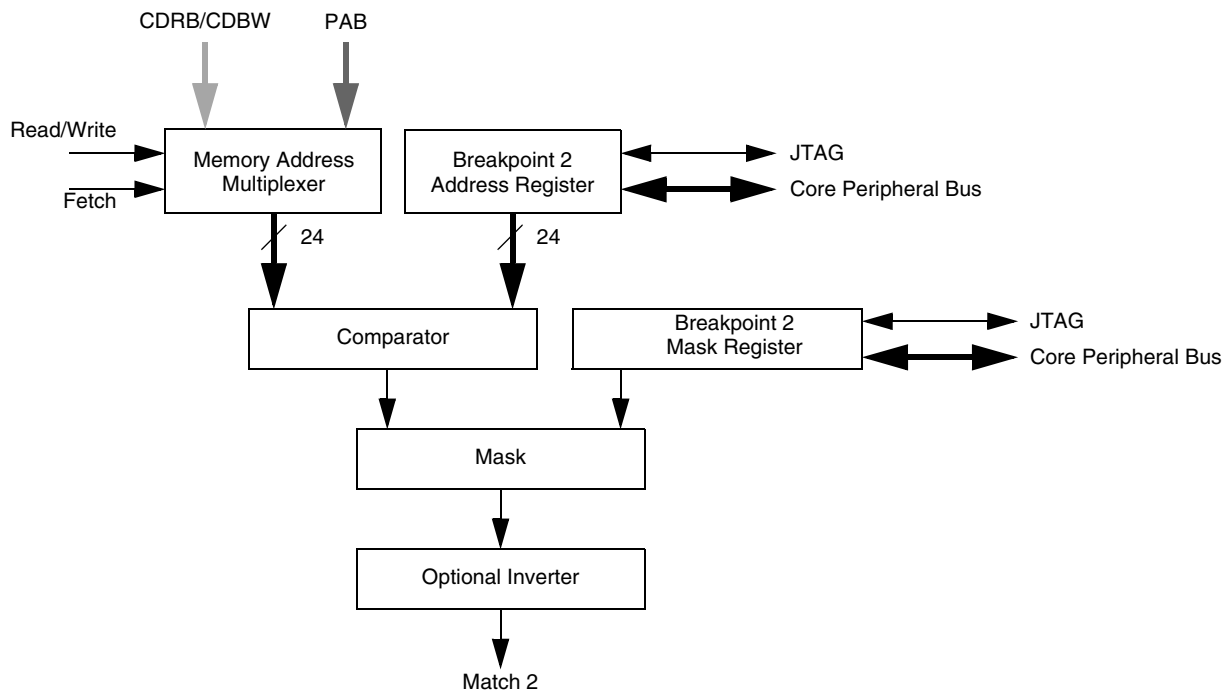 CDRB/CDBW
PAB
Read/Write
Fetch
Memory Address
Multiplexer
Breakpoint 2
Address Register
JTAG
Core Peripheral Bus
24
24
Comparator
Breakpoint 2
Mask Register
JTAG
Core Peripheral Bus
Mask
Optional Inverter
Match 2